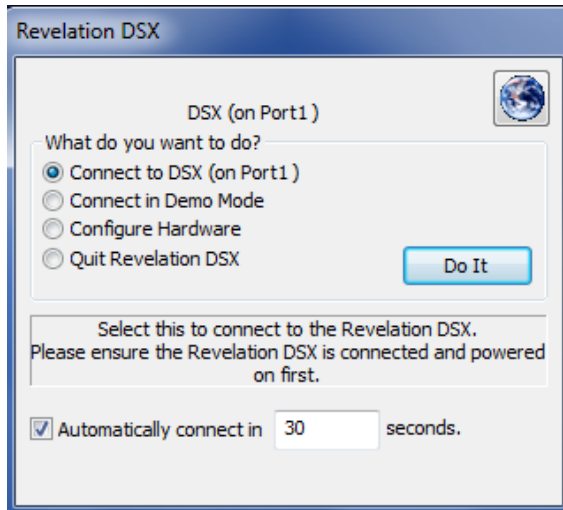 Revelation DSX
DSX (on Port1)
What do you want to do?
Connect to DSX (on Port1)
Connect in Demo Mode
Configure Hardware
Quit Revelation DSX
Do It
Select this to connect to the Revelation DSX.
Please ensure the Revelation DSX is connected and powered
on first.
Automatically connect in 30 seconds.